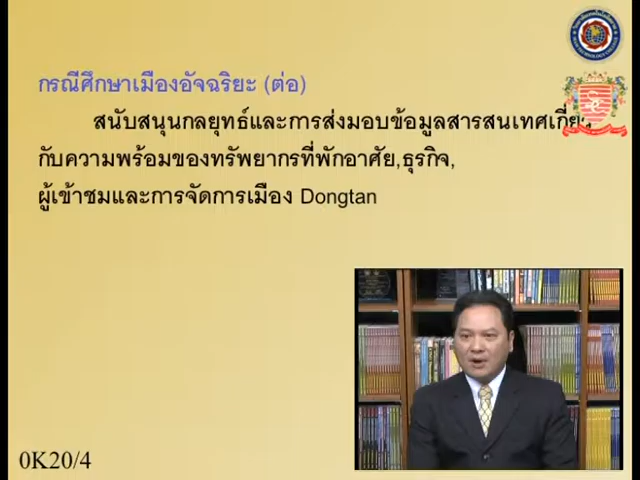 กรณีศึกษาเมืองอัจฉริยะ (ต่อ)
สนับสนุนกลยุทธ์และการส่งมอบข้อมูลสารสนเทศเกี่ยว
กับความพร้อมของทรัพยากรที่พักอาศัย,ธุรกิจ,
ผู้เข้าชมและการจัดการเมือง Dongtan
0K20/4